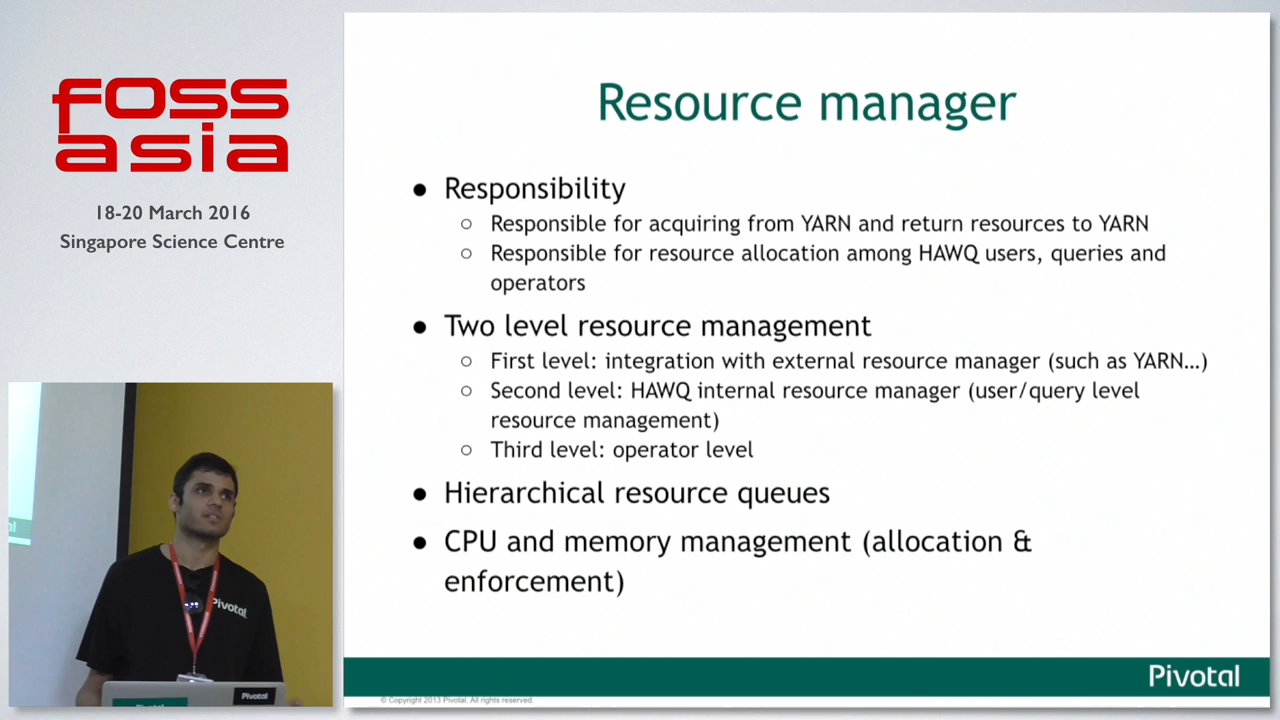 foss
asia
18-20 March 2016
Singapore Science Centre
Resource manager
● Responsibility
○ Responsible for acquiring from YARN and return resources to YARN
○ Responsible for resource allocation among HAWQ users, queries and
operators
● Two level resource management
○ First level: integration with external resource manager (such as YARN…)
○ Second level: HAWQ internal resource manager (user/query level
resource management)
○ Third level: operator level
● Hierarchical resource queues
● CPU and memory management (allocation &
enforcement)
Pivotal
© Copyright 2013 Pivotal. All rights reserved.
Pivotal
Pivotal
Pivotal